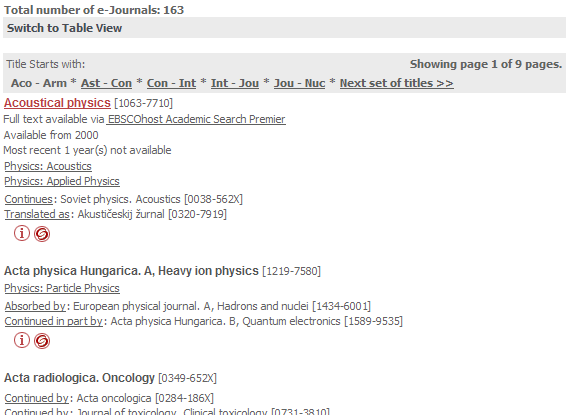 Total number of e-Journals: 163
Switch to Table View
Title Starts with: Showing page 1 of 9 pages.
Aco - Arm * Ast - Con * Con - Int * Int - Jou * Jou - Nuc * Next set of titles >>
Acoustical physics [1063-7710]
Full text available via EBSCOhost Academic Search Premier
Available from 2000
Most recent 1 year(s) not available
Physics: Acoustics
Physics: Applied Physics
Continues: Soviet physics. Acoustics [0038-562X]
Translated as: Akustičeskij žurnal [0320-7919]
Acta physica Hungarica. A, Heavy ion physics [1219-7580]
Physics: Particle Physics
Absorbed by: European physical journal. A, Hadrons and nuclei [1434-6001]
Continued in part by: Acta physica Hungarica. B, Quantum electronics [1589-9535]
Acta radiologica. Oncology [0349-652X]
Continued by: Acta oncologica [0284-186X]
Continued by: Journal of toxicology. Clinical toxicology [0731-3810]